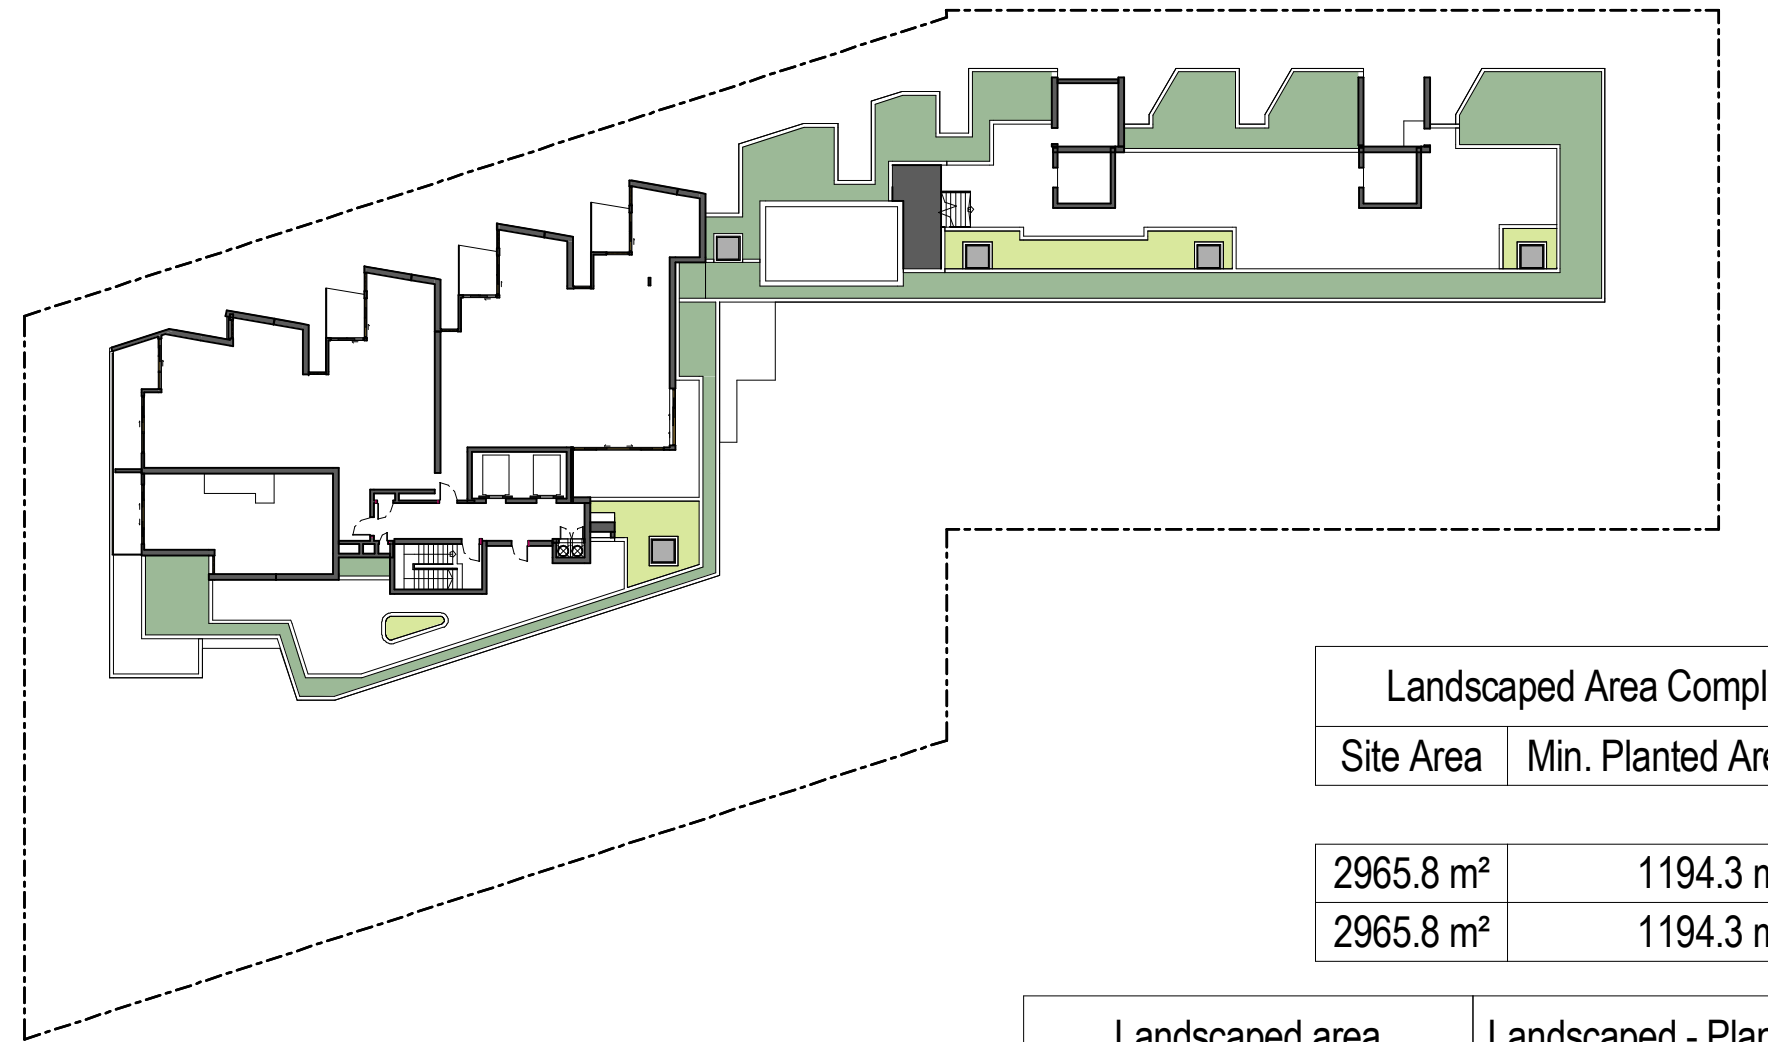 Landscaped Area Compl
Site Area Min. Planted Are
2965.8 m² 1194.3 m
2965.8 m² 1194.3 m
Landscaped area Landscaped - Plan